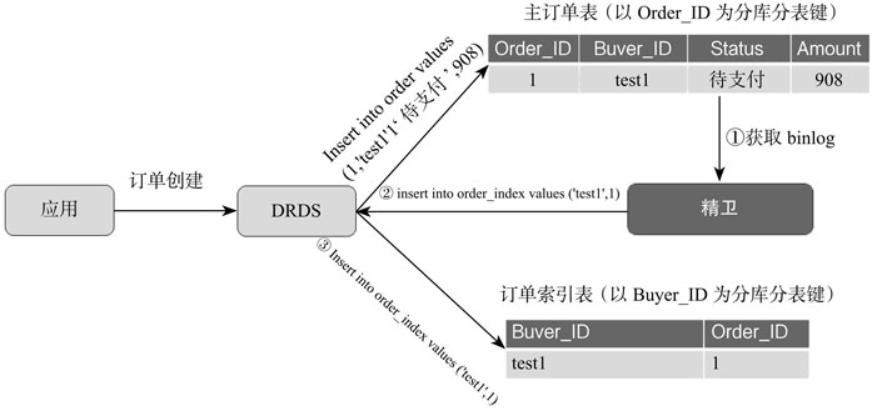 主订单表（以 Order_ID 为分库分表键）
Order_ID Buver_ID Status Amount
1 test1 待支付 908
Insert into order values
(1,'test1'1‘ 待支付 ’,908)
①获取 binlog
订单创建
应用
DRDS
② insert into order_index values ('test1',1)
精卫
③ Insert into order_index values ('test1',1)
订单索引表（以 Buyer_ID 为分库分表键）
Buver_ID Order_ID
test1 1